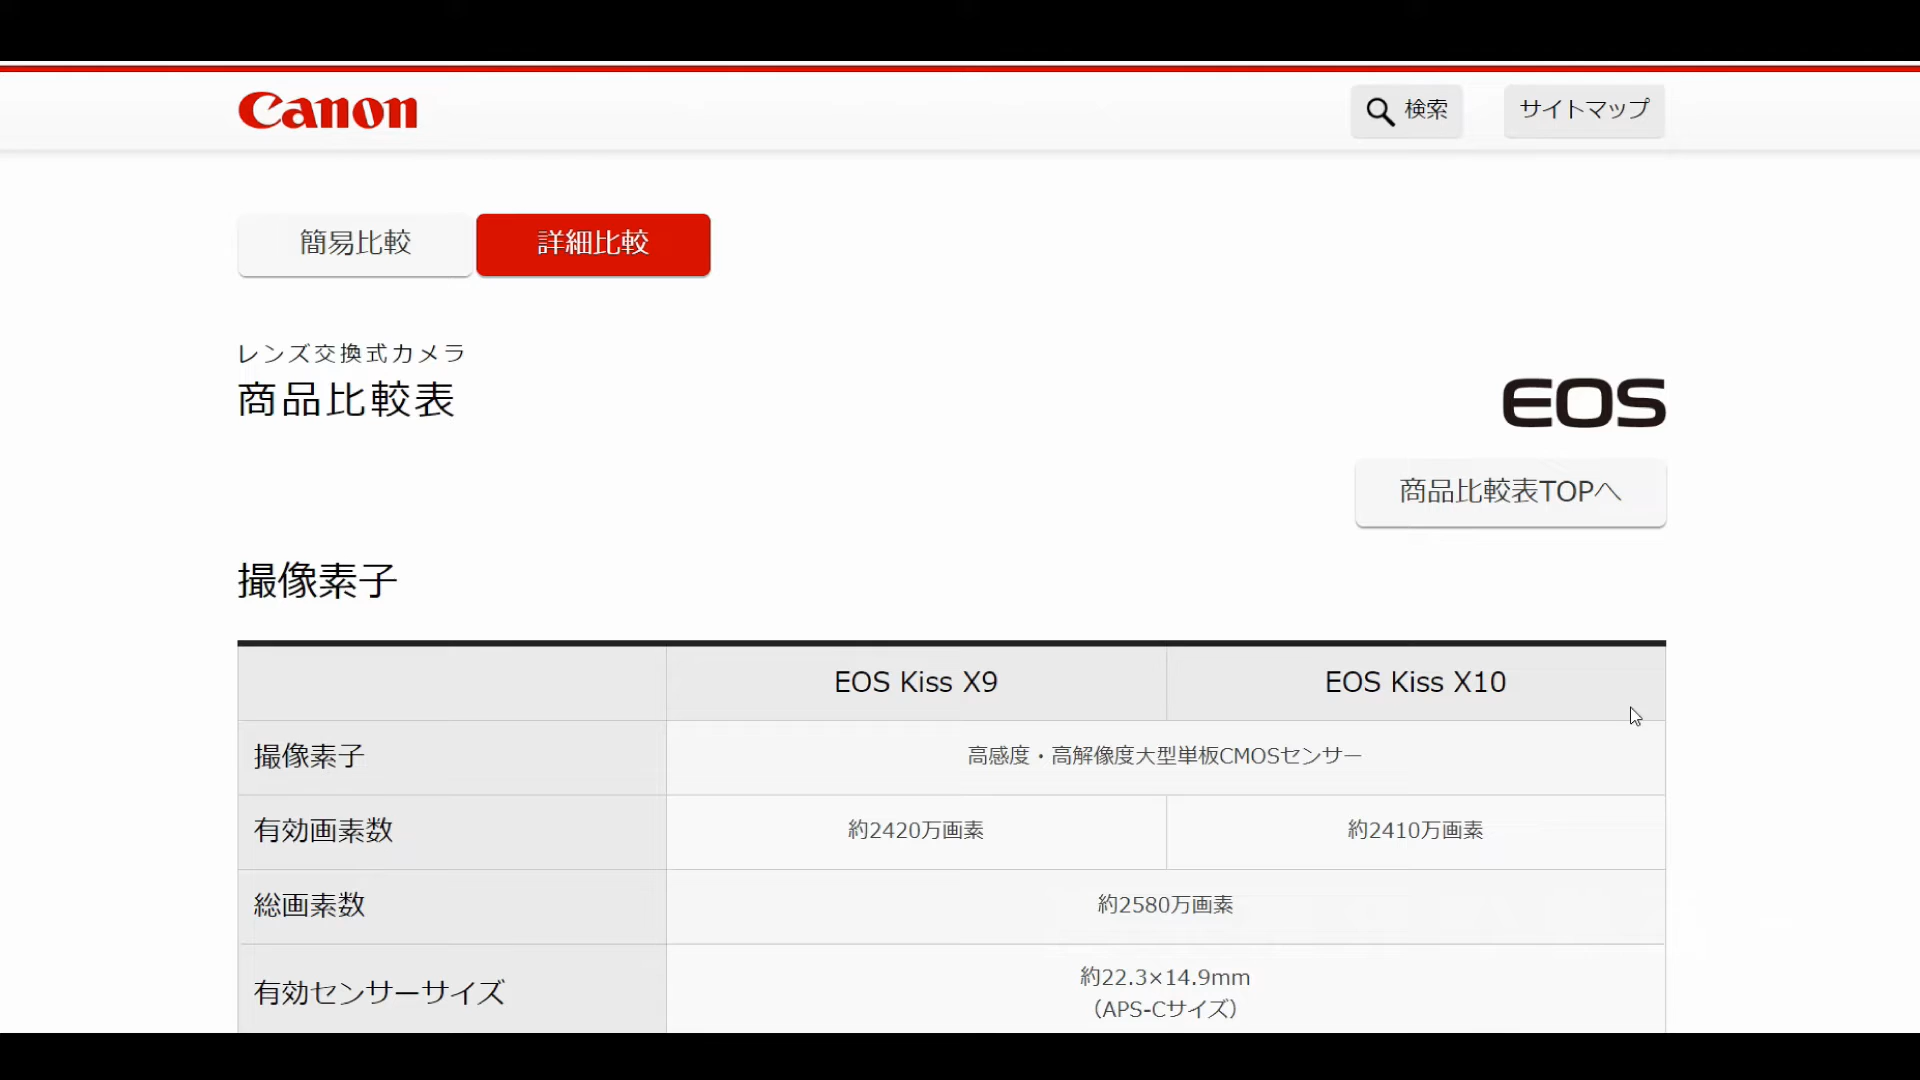 Canon
検索
サイトマップ
簡易比較
詳細比較
レンズ交換式カメラ
商品比較表
EOS
商品比較表TOPへ
撮像素子
EOS Kiss X9
EOS Kiss X10
撮像素子
高感度・高解像度大型単板CMOSセンサー
有効画素数
約2420万画素
約2410万画素
総画素数
約2580万画素
有効センサーサイズ
約22.3×14.9mm
（APS-Cサイズ）